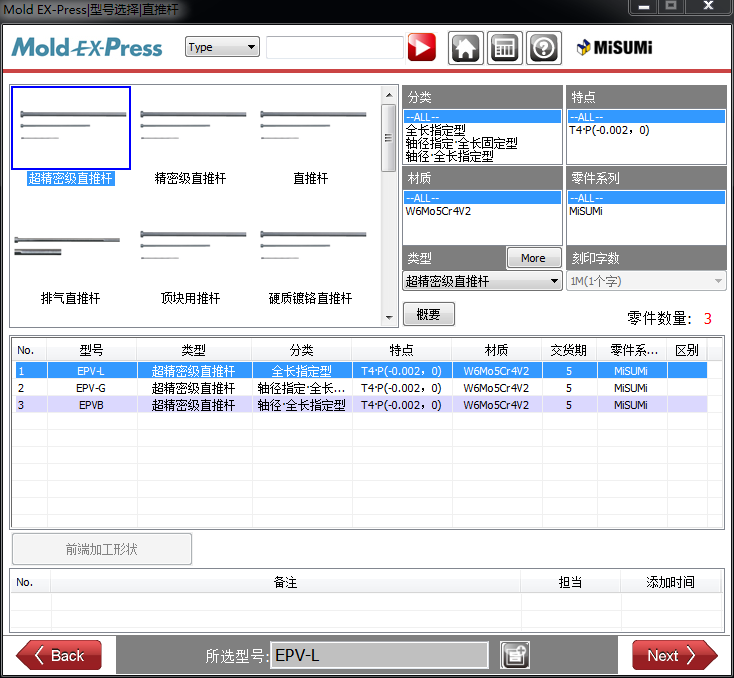 Mold EX-Press|型号选择|直推杆
Mold EX-Press Type MiSUMi
超精密级直推杆 精密级直推杆 直推杆
排气直推杆 顶块用推杆 硬质镀铬直推杆
分类
--ALL--
全长指定型
轴径指定·全长固定型
轴径·全长指定型
特点
--ALL--
T4·P(-0.002，0)
材质
--ALL--
W6Mo5Cr4V2
零件系列
--ALL--
MiSUMi
类型 More
超精密级直推杆
刻印字数
1M(1个字)
概要 零件数量: 3
No. 型号 类型 分类 特点 材质 交货期 零件系... 区别
1 EPV-L 超精密级直推杆 全长指定型 T4·P(-0.002，0) W6Mo5Cr4V2 5 MiSUMi
2 EPV-G 超精密级直推杆 轴径指定·全长... T4·P(-0.002，0) W6Mo5Cr4V2 5 MiSUMi
3 EPVB 超精密级直推杆 轴径·全长指定型 T4·P(-0.002，0) W6Mo5Cr4V2 5 MiSUMi
前端加工形状
No. 备注 担当 添加时间
Back 所选型号: EPV-L Next